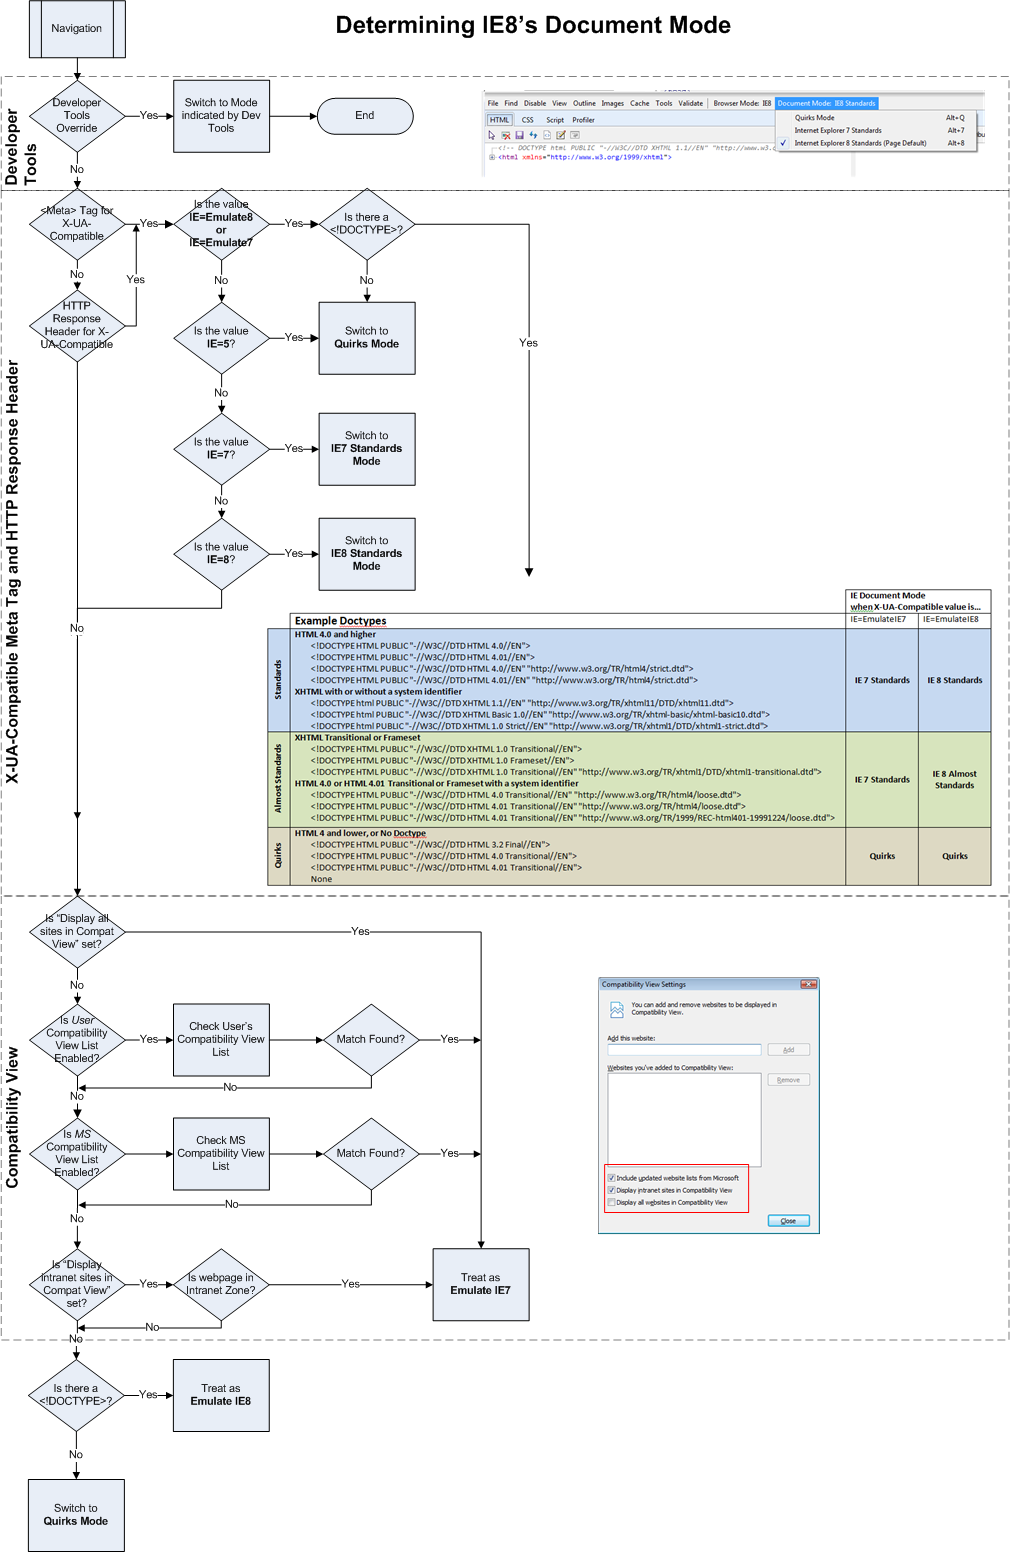 Determining IE8's Document Mode
Navigation
Developer
Tools
Developer
Tools
Override
Yes
Switch to Mode
indicated by Dev
Tools
End
No
File Find Disable View Outline Images Cache Tools Validate Browser Mode: IE8 Document Mode: IE8 Standards
HTML CSS Script Profiler
Quirks Mode Alt+Q
Internet Explorer 7 Standards Alt+7
Internet Explorer 8 Standards (Page Default) Alt+8
<!-- DOCTYPE html PUBLIC "-//W3C//DTD XHTML 1.1//EN" "http://www.w3.c
<html xmlns="http://www.w3.org/1999/xhtml">
X-UA-Compatible Meta Tag and HTTP Response Header
<Meta> Tag for
X-UA-
Compatible
Yes
Is the value
IE=Emulate8
or
IE=Emulate7
Yes
Is there a
<!DOCTYPE>?
No
Yes
No
No
HTTP
Response
Header for X-
UA-Compatible
Is the value
IE=5?
Yes
Switch to
Quirks Mode
Yes
No
Is the value
IE=7?
Yes
Switch to
IE7 Standards
Mode
No
Is the value
IE=8?
Yes
Switch to
IE8 Standards
Mode
No
IE Document Mode
when X-UA-Compatible value is...
Example Doctypes
IE=EmulateIE7 IE=EmulateIE8
Standards
HTML 4.0 and higher
<!DOCTYPE HTML PUBLIC "-//W3C//DTD HTML 4.0//EN">
<!DOCTYPE HTML PUBLIC "-//W3C//DTD HTML 4.01//EN">
<!DOCTYPE HTML PUBLIC "-//W3C//DTD HTML 4.0//EN" "http://www.w3.org/TR/html4/strict.dtd">
<!DOCTYPE HTML PUBLIC "-//W3C//DTD HTML 4.01//EN" "http://www.w3.org/TR/html4/strict.dtd">
XHTML with or without a system identifier
<!DOCTYPE html PUBLIC "-//W3C//DTD XHTML 1.1//EN" "http://www.w3.org/TR/xhtml11/DTD/xhtml11.dtd">
<!DOCTYPE html PUBLIC "-//W3C//DTD XHTML Basic 1.0//EN" "http://www.w3.org/TR/xhtml-basic/xhtml-basic10.dtd">
<!DOCTYPE html PUBLIC "-//W3C//DTD XHTML 1.0 Strict//EN" "http://www.w3.org/TR/xhtml1/DTD/xhtml1-strict.dtd">
IE 7 Standards
IE 8 Standards
Almost Standards
XHTML Transitional or Frameset
<!DOCTYPE HTML PUBLIC "-//W3C//DTD XHTML 1.0 Transitional//EN">
<!DOCTYPE HTML PUBLIC "-//W3C//DTD XHTML 1.0 Frameset//EN">
<!DOCTYPE HTML PUBLIC "-//W3C//DTD XHTML 1.0 Transitional//EN" "http://www.w3.org/TR/xhtml1/DTD/xhtml1-transitional.dtd">
HTML 4.0 or HTML 4.01 Transitional or Frameset with a system identifier
<!DOCTYPE HTML PUBLIC "-//W3C//DTD HTML 4.0 Transitional//EN" "http://www.w3.org/TR/html4/loose.dtd">
<!DOCTYPE HTML PUBLIC "-//W3C//DTD HTML 4.01 Transitional//EN" "http://www.w3.org/TR/html4/loose.dtd">
<!DOCTYPE HTML PUBLIC "-//W3C//DTD HTML 4.01 Transitional//EN" "http://www.w3.org/TR/1999/REC-html401-19991224/loose.dtd">
IE 7 Standards
IE 8 Almost
Standards
Quirks
HTML 4 and lower, or No Doctype
<!DOCTYPE HTML PUBLIC "-//W3C//DTD HTML 3.2 Final//EN">
<!DOCTYPE HTML PUBLIC "-//W3C//DTD HTML 4.0 Transitional//EN">
<!DOCTYPE HTML PUBLIC "-//W3C//DTD HTML 4.01 Transitional//EN">
None
Quirks
Quirks
Compatibility View
Is "Display all
sites in Compat
View" set?
Yes
No
Is User
Compatibility
View List
Enabled?
Yes
Check User's
Compatibility View
List
Match Found?
Yes
No
No
Is MS
Compatibility
View List
Enabled?
Check MS
Compatibility View
List
Match Found?
Yes
No
No
Is "Display
Intranet sites in
Compat View"
set?
Yes
Is webpage in
Intranet Zone?
Yes
Treat as
Emulate IE7
No
No
Compatibility View Settings
You can add and remove websites to be displayed in
Compatibility View.
Add this website:
Add
Websites you've added to Compatibility View:
Remove
Include updated website lists from Microsoft
Display intranet sites in Compatibility View
Display all websites in Compatibility View
Close
Is there a
<!DOCTYPE>?
Yes
Treat as
Emulate IE8
No
Switch to
Quirks Mode